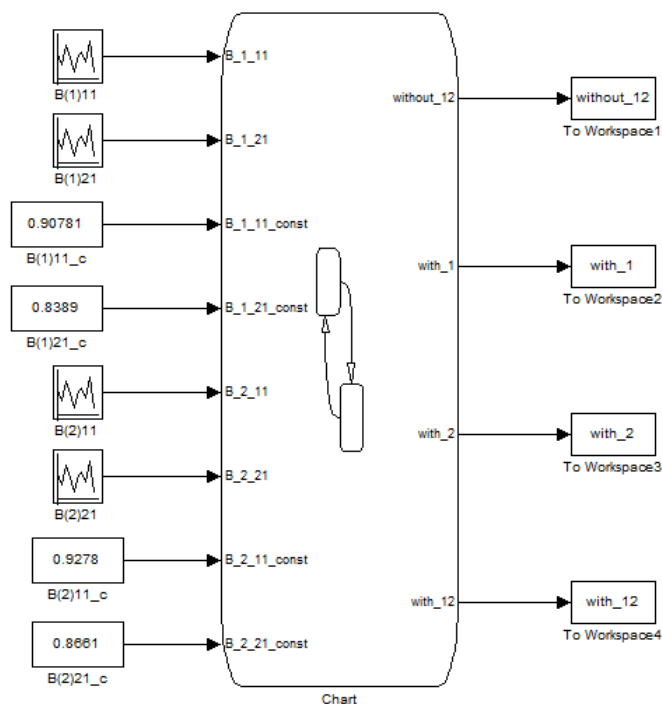 B_1_11
B(1)11
without_12
without_12
To Workspace1
B_1_21
B(1)21
0.90781
B_1_11_const
B(1)11_c
with_1
with_1
To Workspace2
0.8389
B_1_21_const
B(1)21_c
B_2_11
B(2)11
with_2
with_2
To Workspace3
B_2_21
B(2)21
0.9278
B_2_11_const
B(2)11_c
with_12
with_12
To Workspace4
0.8661
B_2_21_const
B(2)21_c
Chart